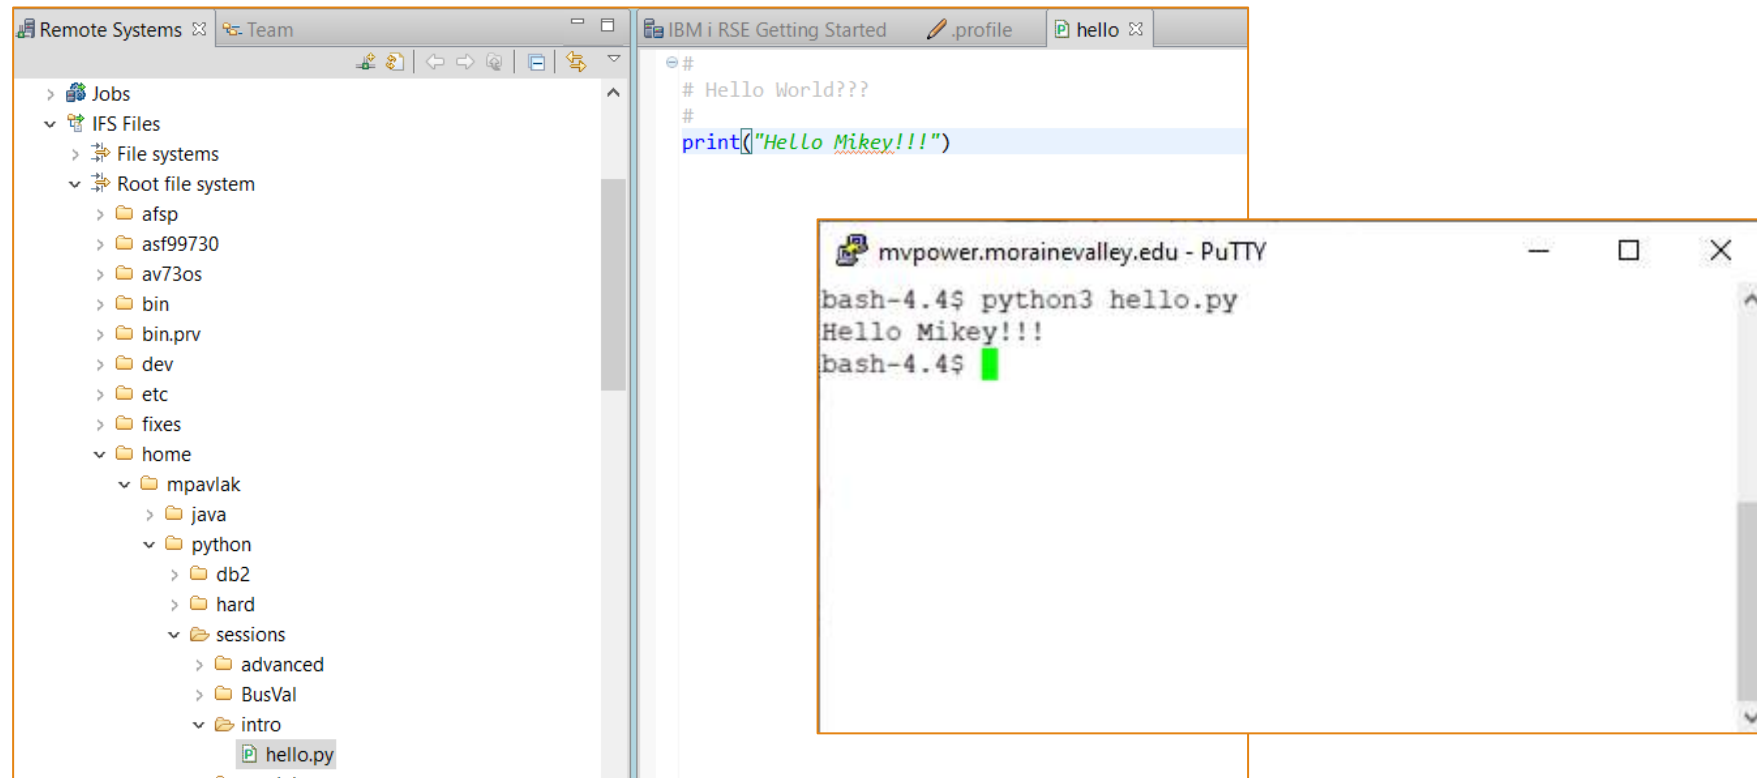 Remote Systems
Team
Jobs
IFS Files
File systems
Root file system
afsp
asf99730
av73os
bin
bin.prv
dev
etc
fixes
home
mpavlak
java
python
db2
hard
sessions
advanced
BusVal
intro
hello.py
IBM i RSE Getting Started
.profile
hello
#
# Hello World???
#
print("Hello Mikey!!!")
mvpower.morainevalley.edu - PuTTY
bash-4.4$ python3 hello.py
Hello Mikey!!!
bash-4.4$